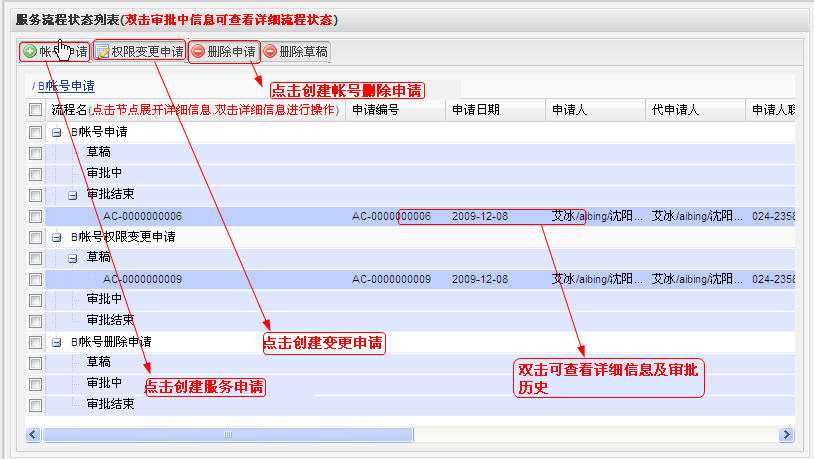 服务流程状态列表(双击审批中信息可查看详细流程状态)
帐号申请 权限变更申请 删除申请 删除草稿
点击创建帐号删除申请
/ B帐号申请
流程名(点击节点展开详细信息,双击详细信息进行操作) 申请编号 申请日期 申请人 代申请人 申请人联
B帐号申请
草稿
审批中
审批结束
AC-0000000006 AC-0000000006 2009-12-08 艾冰/aibing/沈阳... 艾冰/aibing/沈阳... 024-2358
B帐号权限变更申请
草稿
AC-0000000009 AC-0000000009 2009-12-08 艾冰/aibing/沈阳... 艾冰/aibing/沈阳... 024-2358
审批中
审批结束
B帐号删除申请
点击创建变更申请
草稿
双击可查看详细信息及审批
历史
审批中
点击创建服务申请
审批结束